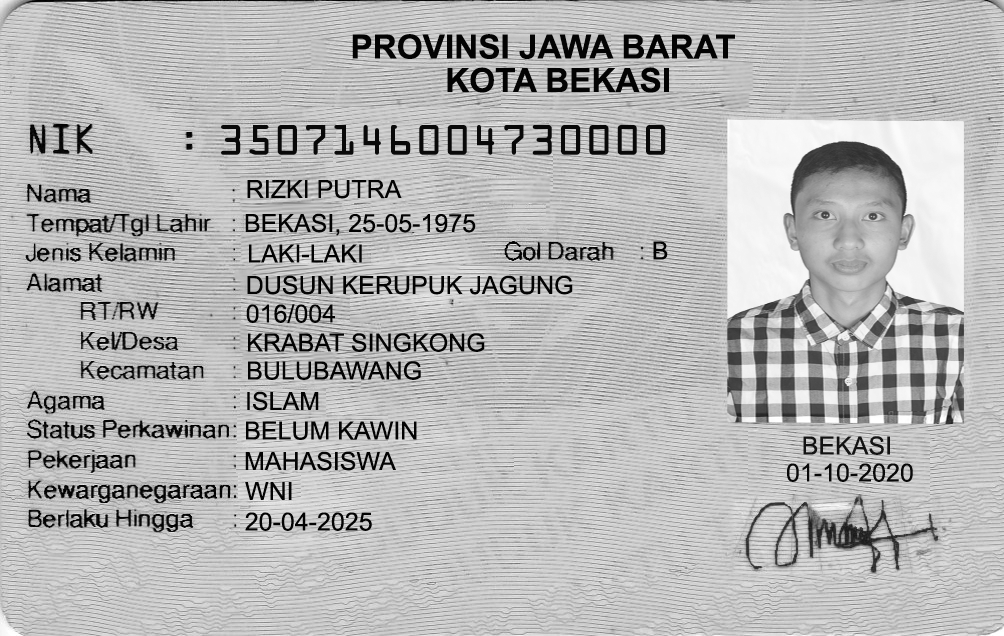 PROVINSI JAWA BARAT
KOTA BEKASI
NIK : 3507146004730000
Nama : RIZKI PUTRA
Tempat/Tgl Lahir : BEKASI, 25-05-1975
Jenis Kelamin : LAKI-LAKI Gol Darah : B
Alamat : DUSUN KERUPUK JAGUNG
RT/RW : 016/004
Kel/Desa : KRABAT SINGKONG
Kecamatan : BULUBAWANG
Agama : ISLAM
Status Perkawinan: BELUM KAWIN
Pekerjaan : MAHASISWA
Kewarganegaraan: WNI
Berlaku Hingga : 20-04-2025
BEKASI
01-10-2020